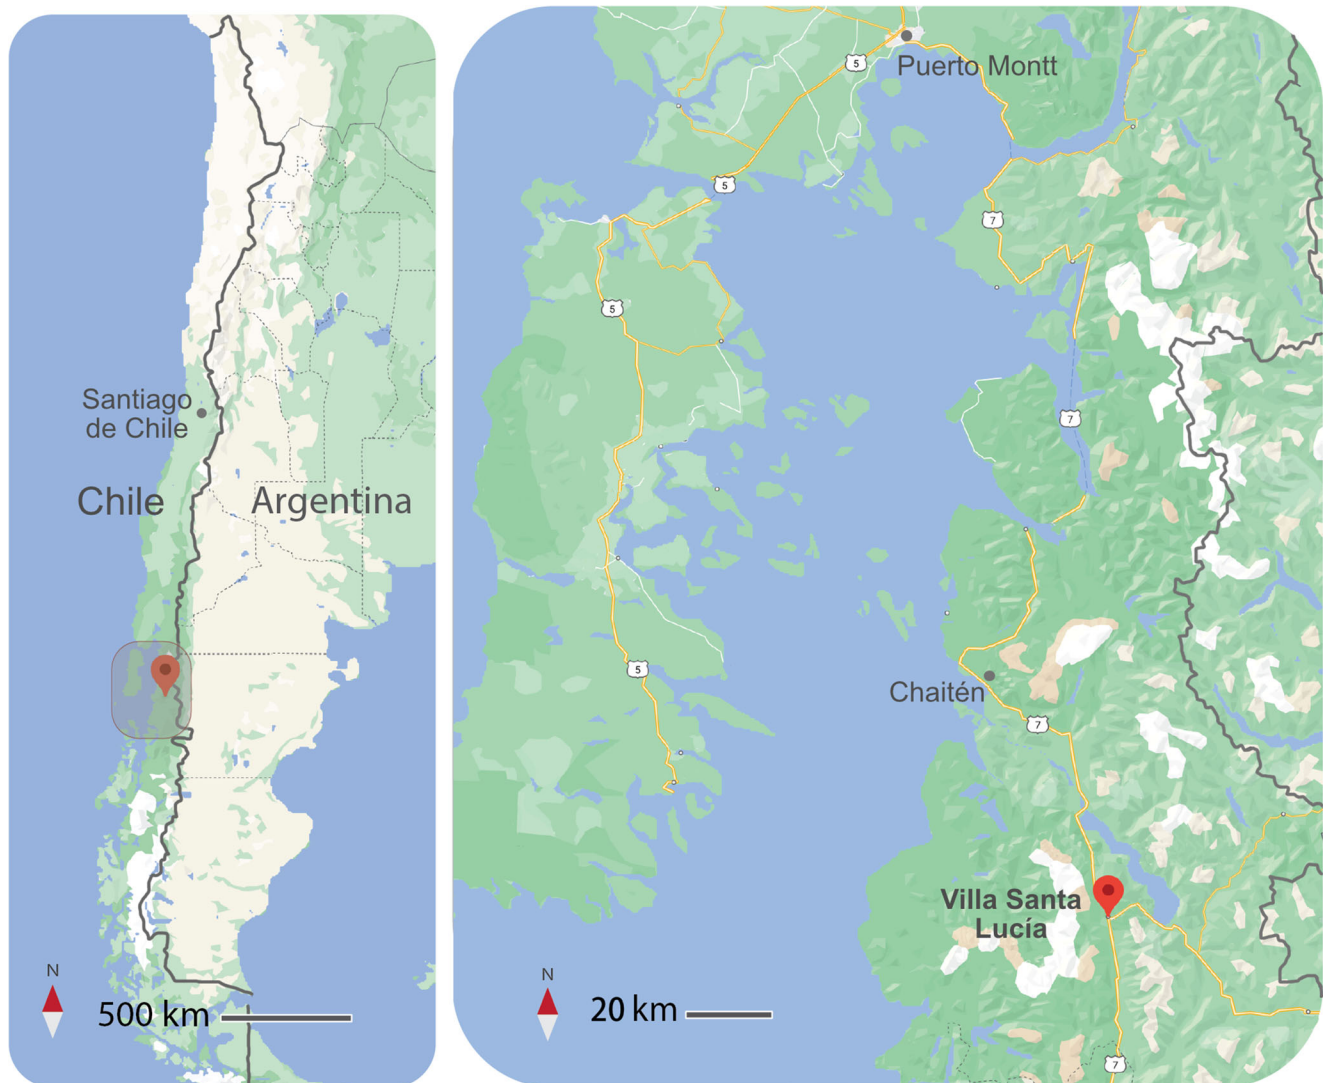 Santiago
de Chile
Chile
Argentina
N
500 km
5
Puerto Montt
5
7
5
7
5
Chaitén
7
Villa Santa
Lucía
N
20 km
7